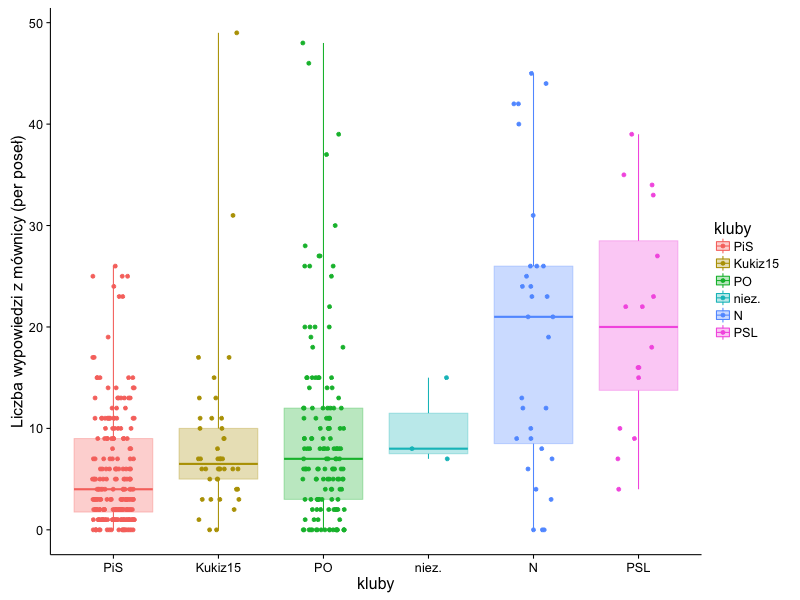 Liczba wypowiedzi z mównicy (per poseł)
50
40
30
20
10
0
PiS Kukiz15 PO niez. N PSL
kluby
kluby
PiS
Kukiz15
PO
niez.
N
PSL